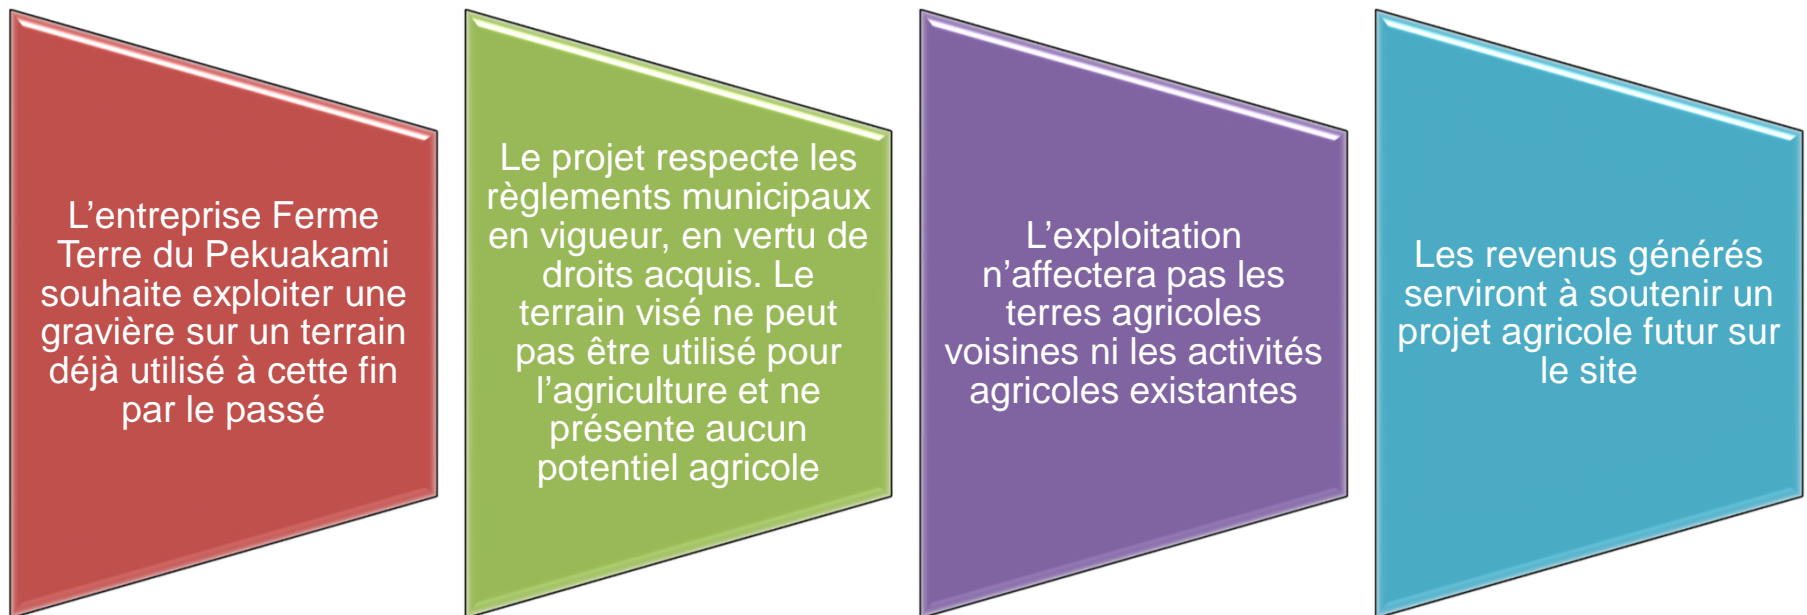 L’entreprise Ferme
Terre du Pekuakami
souhaite exploiter une
gravière sur un terrain
déjà utilisé à cette fin
par le passé
Le projet respecte les
règlements municipaux
en vigueur, en vertu de
droits acquis. Le
terrain visé ne peut
pas être utilisé pour
l’agriculture et ne
présente aucun
potentiel agricole
L’exploitation
n’affectera pas les
terres agricoles
voisines ni les activités
agricoles existantes
Les revenus générés
serviront à soutenir un
projet agricole futur sur
le site